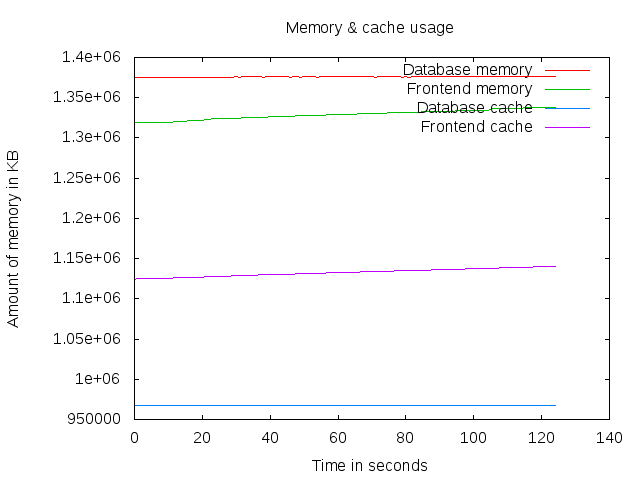 Memory & cache usage
1.4e+06
1.35e+06
1.3e+06
1.25e+06
1.2e+06
1.15e+06
1.1e+06
1.05e+06
1e+06
950000
Amount of memory in KB
Database memory
Frontend memory
Database cache
Frontend cache
0 20 40 60 80 100 120 140
Time in seconds